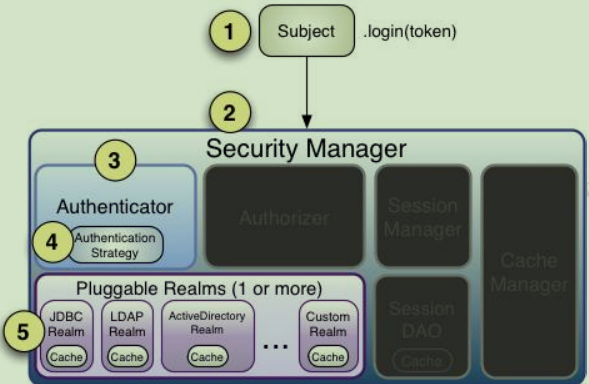 1
Subject
.login(token)
2
Security Manager
3
Authenticator
Authorizer
Session
Manager
Cache
Manager
4
Authentication
Strategy
Pluggable Realms (1 or more)
Session
DAO
Cache
5
JDBC
Realm
Cache
LDAP
Realm
Cache
ActiveDirectory
Realm
Cache
...
Custom
Realm
Cache